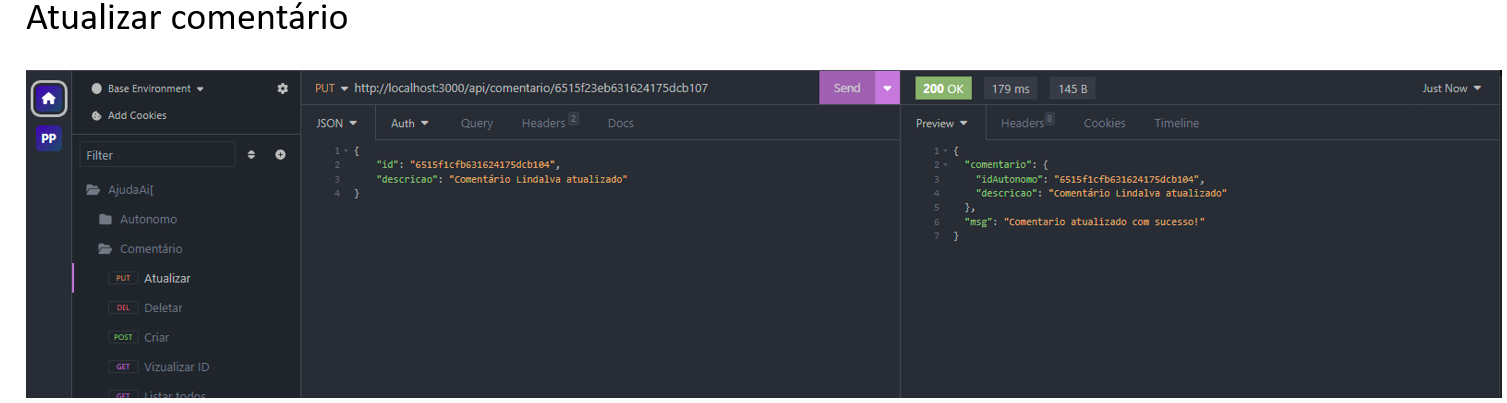 Atualizar comentário
Base Environment
Add Cookies
PP
Filter
AjudaAi[
Autonomo
Comentário
PUT Atualizar
DEL Deletar
POST Criar
GET Vizualizar ID
GET Listar todos
PUT http://localhost:3000/api/comentario/6515f23eb631624175dcb107 Send
JSON Auth Query Headers 2 Docs
1 {
2 "id": "6515f1cfb631624175dcb104",
3 "descricao": "Comentário Lindalva atualizado"
4 }
200 OK 179 ms 145 B Just Now
Preview Headers 8 Cookies Timeline
1 {
2 "comentario": {
3 "idAutonomo": "6515f1cfb631624175dcb104",
4 "descricao": "Comentário Lindalva atualizado"
5 },
6 "msg": "Comentario atualizado com sucesso!"
7 }